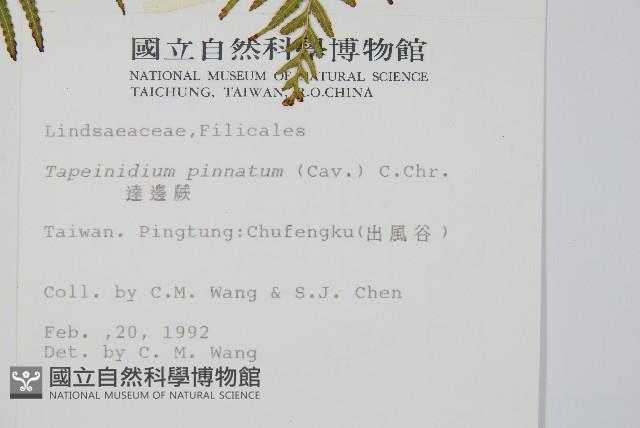 國立自然科學博物館
NATIONAL MUSEUM OF NATURAL SCIENCE
TAICHUNG, TAIWAN, R.O.CHINA
Lindsaeaceae,Filicales
Tapeinidium pinnatum (Cav.) C.Chr.
達邊蕨
Taiwan. Pingtung:Chufengku(出風谷)
Coll. by C.M. Wang & S.J. Chen
Feb. ,20, 1992
Det. by C. M. Wang
國立自然科學博物館
NATIONAL MUSEUM OF NATURAL SCIENCE